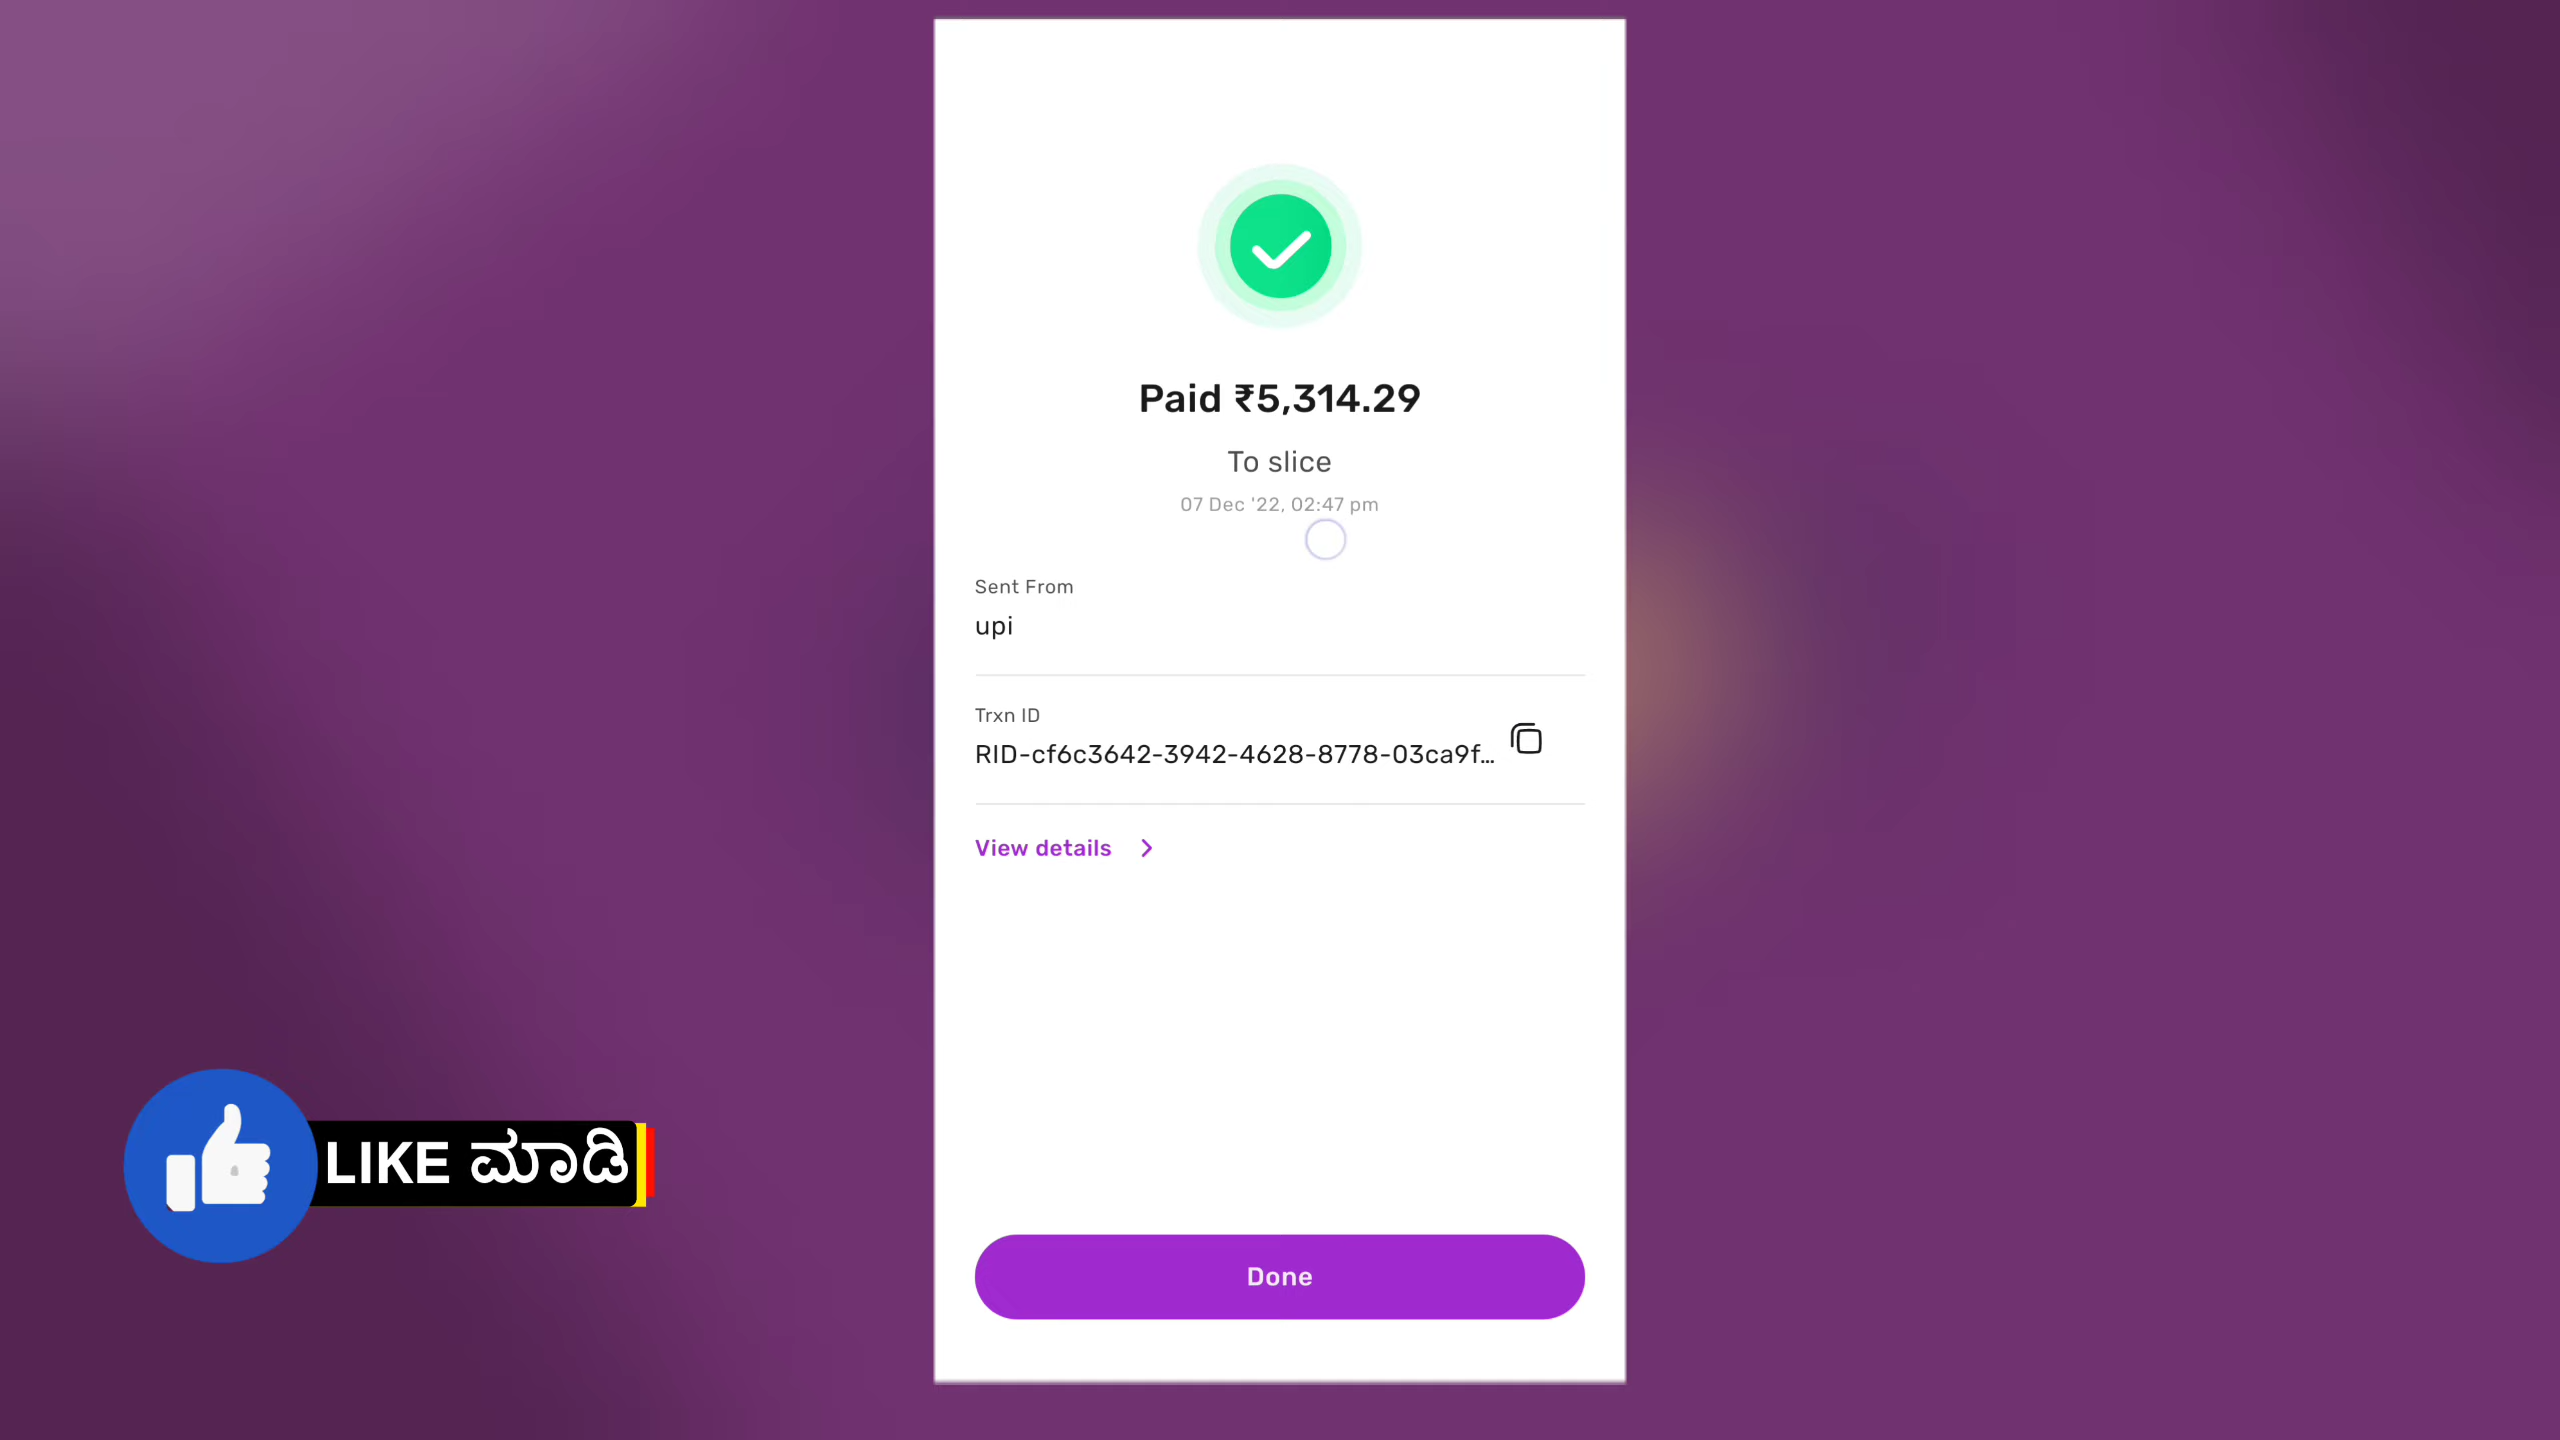 Paid ₹5,314.29
To slice
07 Dec '22, 02:47 pm
Sent From
upi
Trxn ID
RID-cf6c3642-3942-4628-8778-03ca9f...
View details
LIKE ಮಾಡಿ
Done